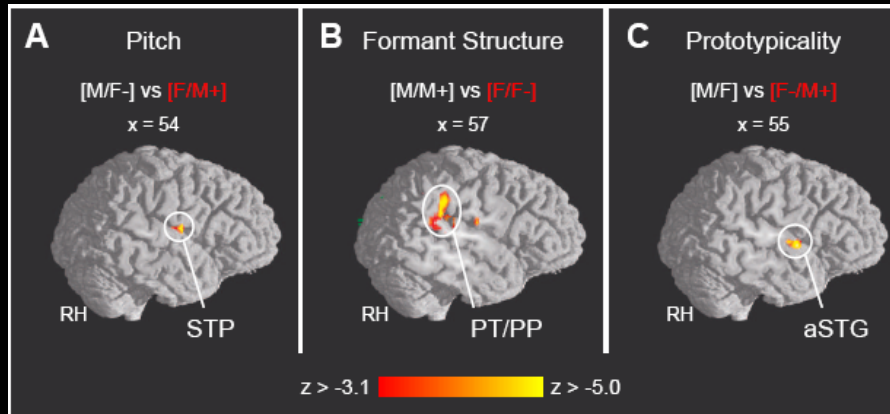 A Pitch
[M/F-] vs [F/M+]
x = 54
RH
STP
B Formant Structure
[M/M+] vs [F/F-]
x = 57
RH
PT/PP
C Prototypicality
[M/F] vs [F-/M+]
x = 55
RH
aSTG
z > -3.1 z > -5.0